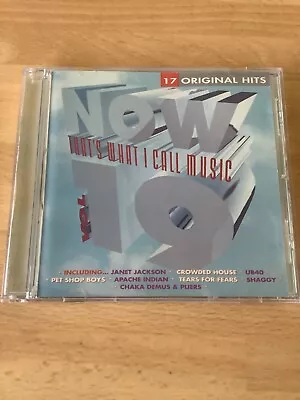 17 ORIGINAL HITS
NOW
THAT'S WHAT I CALL MUSIC
19
INCLUDING... JANET JACKSON • CROWDED HOUSE • UB40
• PET SHOP BOYS • APACHE INDIAN • TEARS FOR FEARS • SHAGGY
CHAKA DEMUS & PLIERS